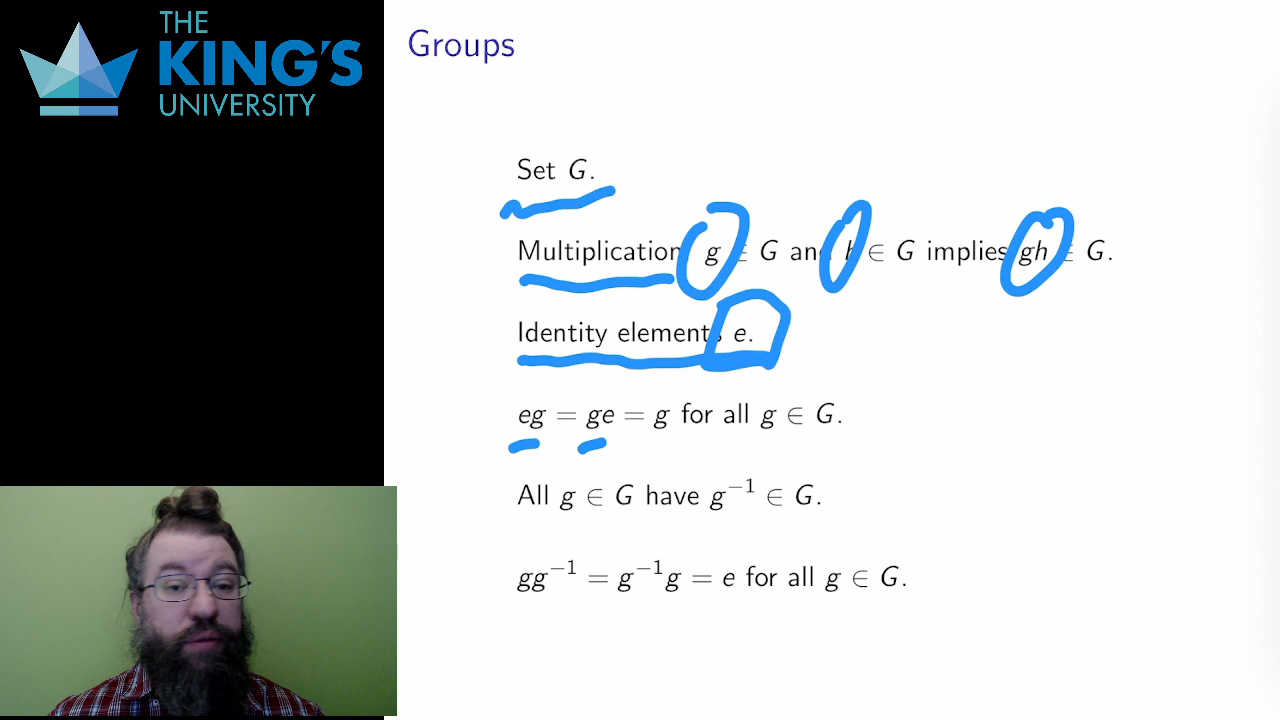 THE
KING'S
UNIVERSITY
Groups
Set G.
Multiplication g ∈ G and h ∈ G implies gh ∈ G.
Identity elements e.
eg = ge = g for all g ∈ G.
All g ∈ G have g⁻¹ ∈ G.
gg⁻¹ = g⁻¹g = e for all g ∈ G.